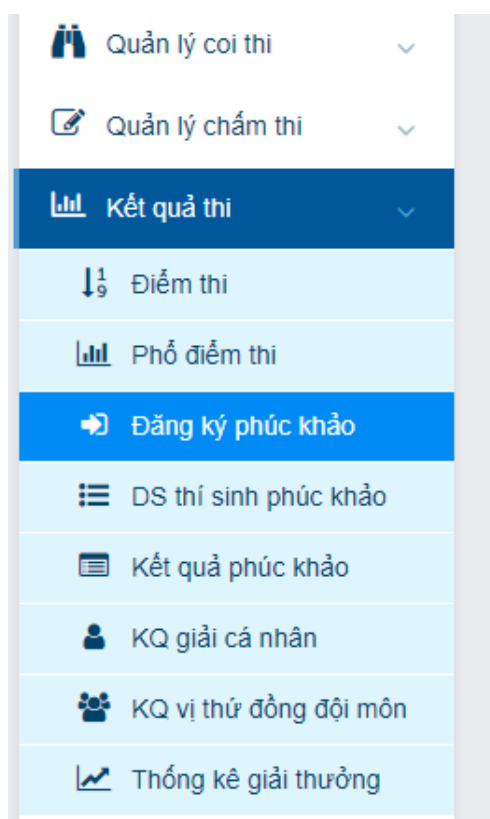 Quản lý coi thi
Quản lý chấm thi
Kết quả thi
Điểm thi
Phổ điểm thi
Đăng ký phúc khảo
DS thí sinh phúc khảo
Kết quả phúc khảo
KQ giải cá nhân
KQ vị thứ đồng đội môn
Thống kê giải thưởng